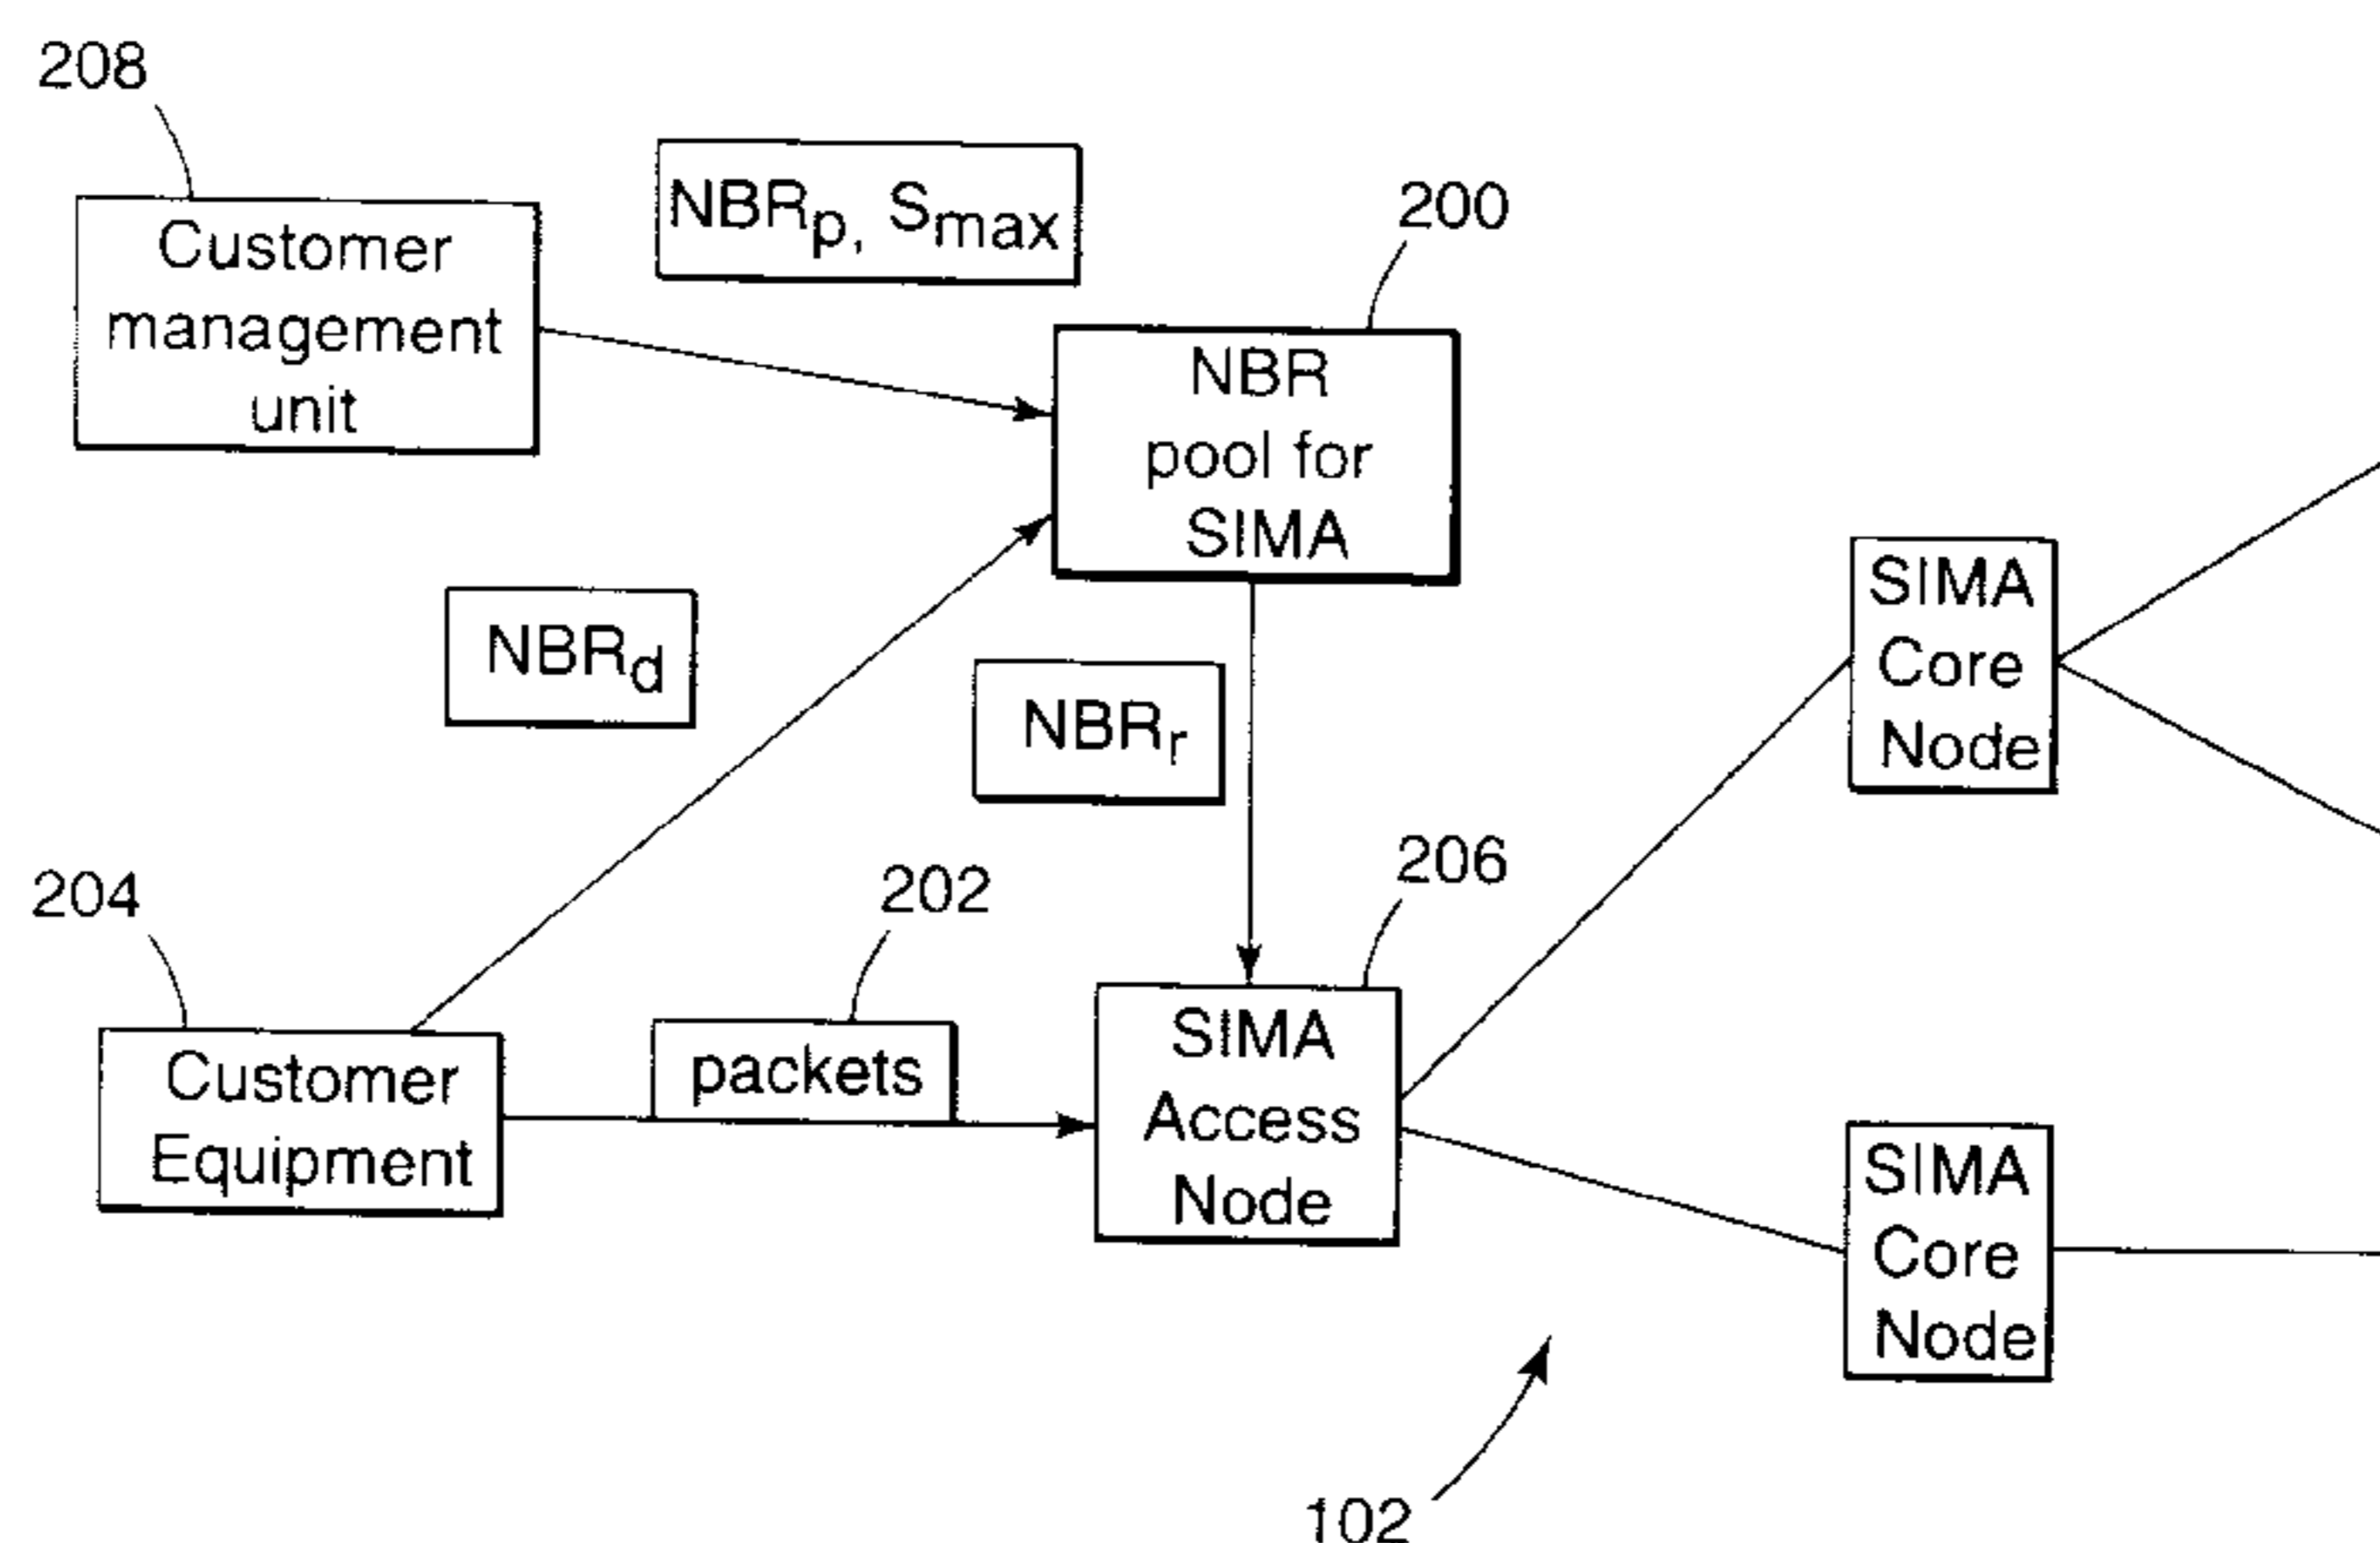 208
NBRp, Smax
200
Customer
management
unit
NBR
pool for
SIMA
SIMA
Core
Node
NBRd
NBRr
204
202
206
Customer
Equipment
packets
SIMA
Access
Node
SIMA
Core
Node
102